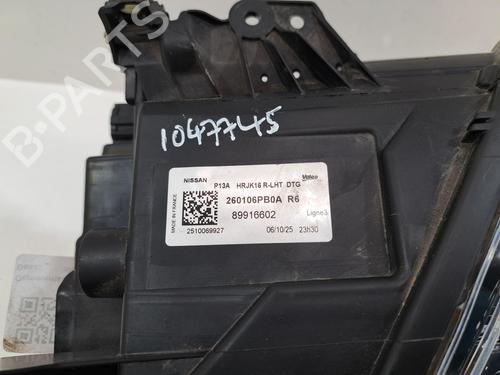 B-PARTS
1047745
NISSAN P13A HRJK16 R-LHT DTG Valeo
MADE IN FRANCE
260106PB0A R6
89916602 Ligne3
2510069927 06/10/25 23h30